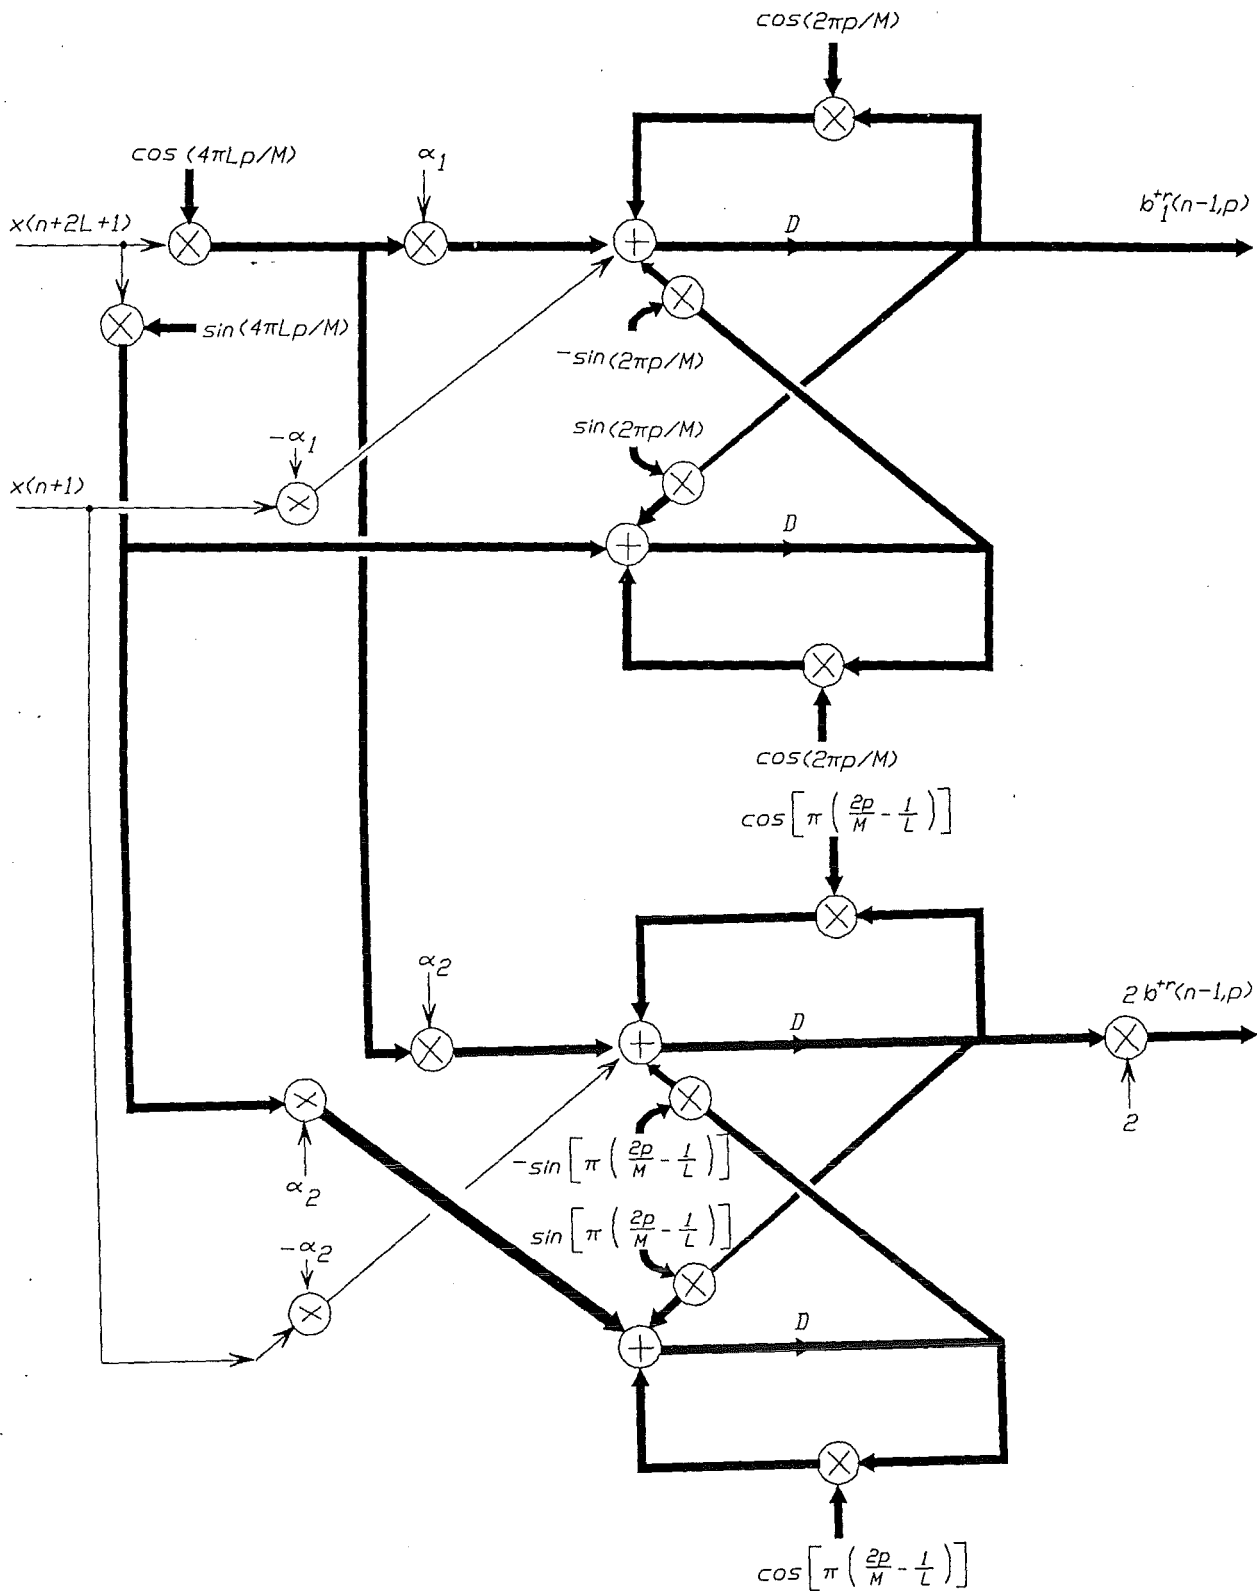 cos(2πp/M)
cos(4πLp/M)
α1
x(n+2L+1)
D
b1+r(n-1,p)
sin(4πLp/M)
-sin(2πp/M)
-α1
sin(2πp/M)
x(n+1)
D
cos(2πp/M)
cos[π(2p/M - 1/L)]
α2
D
2b+r(n-1,p)
2
-sin[π(2p/M - 1/L)]
α2
sin[π(2p/M - 1/L)]
-α2
D
cos[π(2p/M - 1/L)]